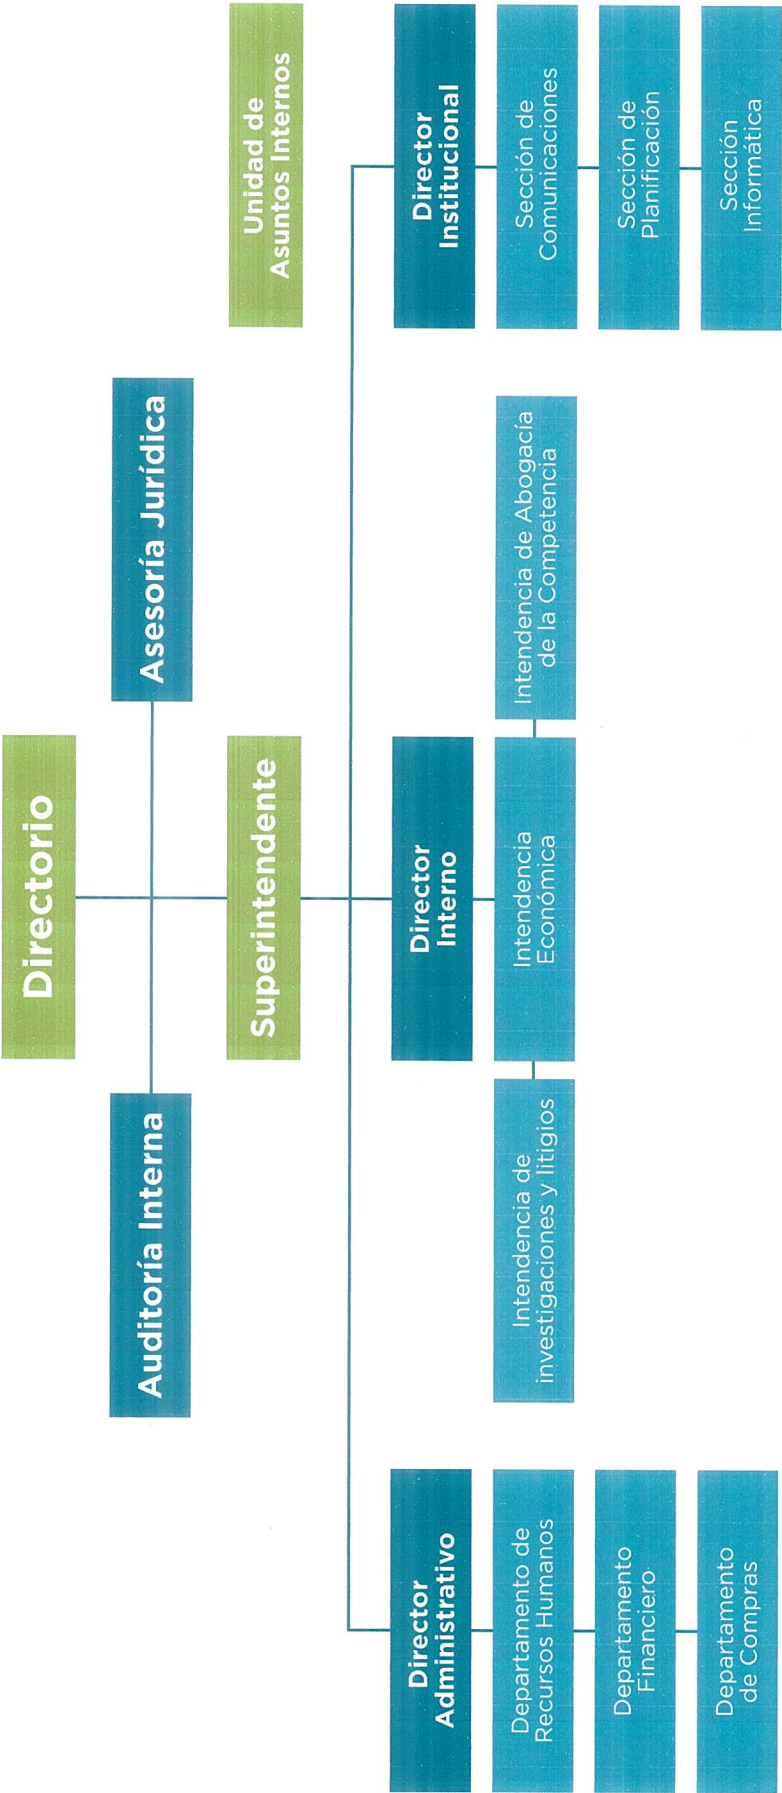 Directorio
Auditoría Interna
Asesoría Jurídica
Superintendente
Unidad de
Asuntos Internos
Director
Administrativo
Departamento de
Recursos Humanos
Departamento
Financiero
Departamento
de Compras
Director
Interno
Intendencia de
investigaciones y litigios
Intendencia
Económica
Intendencia de Abogacía
de la Competencia
Director
Institucional
Sección de
Comunicaciones
Sección de
Planificación
Sección
Informática